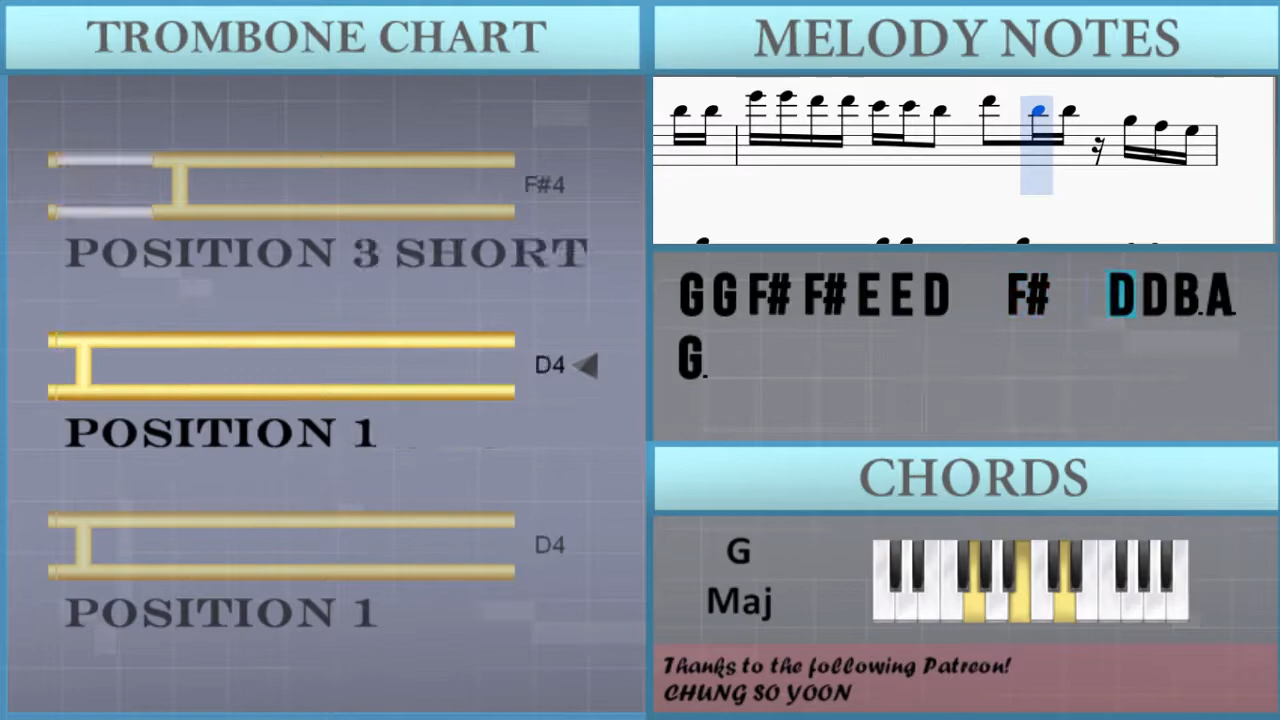 TROMBONE CHART
F#4
POSITION 3 SHORT
D4
POSITION 1
D4
POSITION 1
MELODY NOTES
G G F# F# E E D F# D D B. A.
G.
CHORDS
G
Maj
Thanks to the following Patreon!
CHUNG SO YOON